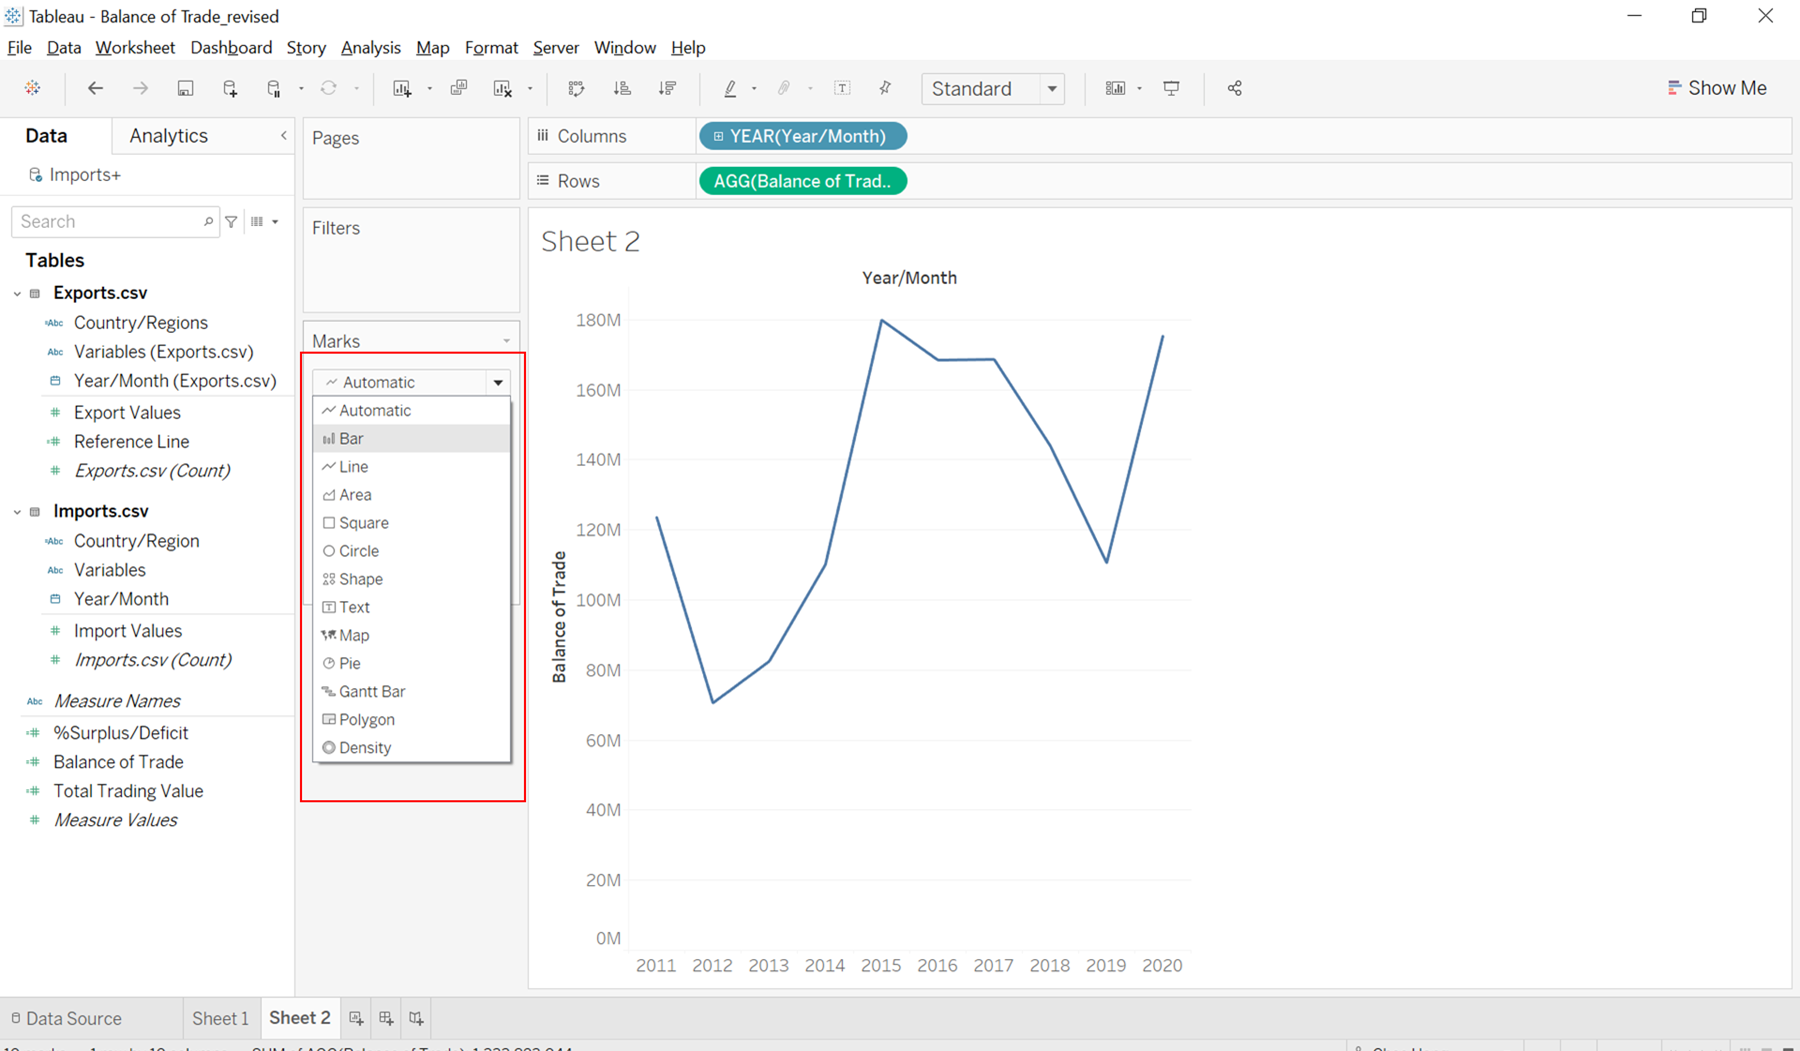 Tableau - Balance of Trade_revised
File Data Worksheet Dashboard Story Analysis Map Format Server Window Help
Standard
Show Me
Data
Analytics
Imports+
Search
Tables
Exports.csv
Abc Country/Regions
Abc Variables (Exports.csv)
Year/Month (Exports.csv)
Export Values
Reference Line
Exports.csv (Count)
Imports.csv
Abc Country/Region
Abc Variables
Year/Month
Import Values
Imports.csv (Count)
Abc Measure Names
%Surplus/Deficit
Balance of Trade
Total Trading Value
Measure Values
Pages
Filters
Marks
Automatic
Automatic
Bar
Line
Area
Square
Circle
Shape
Text
Map
Pie
Gantt Bar
Polygon
Density
Columns
YEAR(Year/Month)
Rows
AGG(Balance of Trad..
Sheet 2
Year/Month
180M
160M
140M
120M
100M
80M
60M
40M
20M
0M
Balance of Trade
2011 2012 2013 2014 2015 2016 2017 2018 2019 2020
Data Source
Sheet 1
Sheet 2